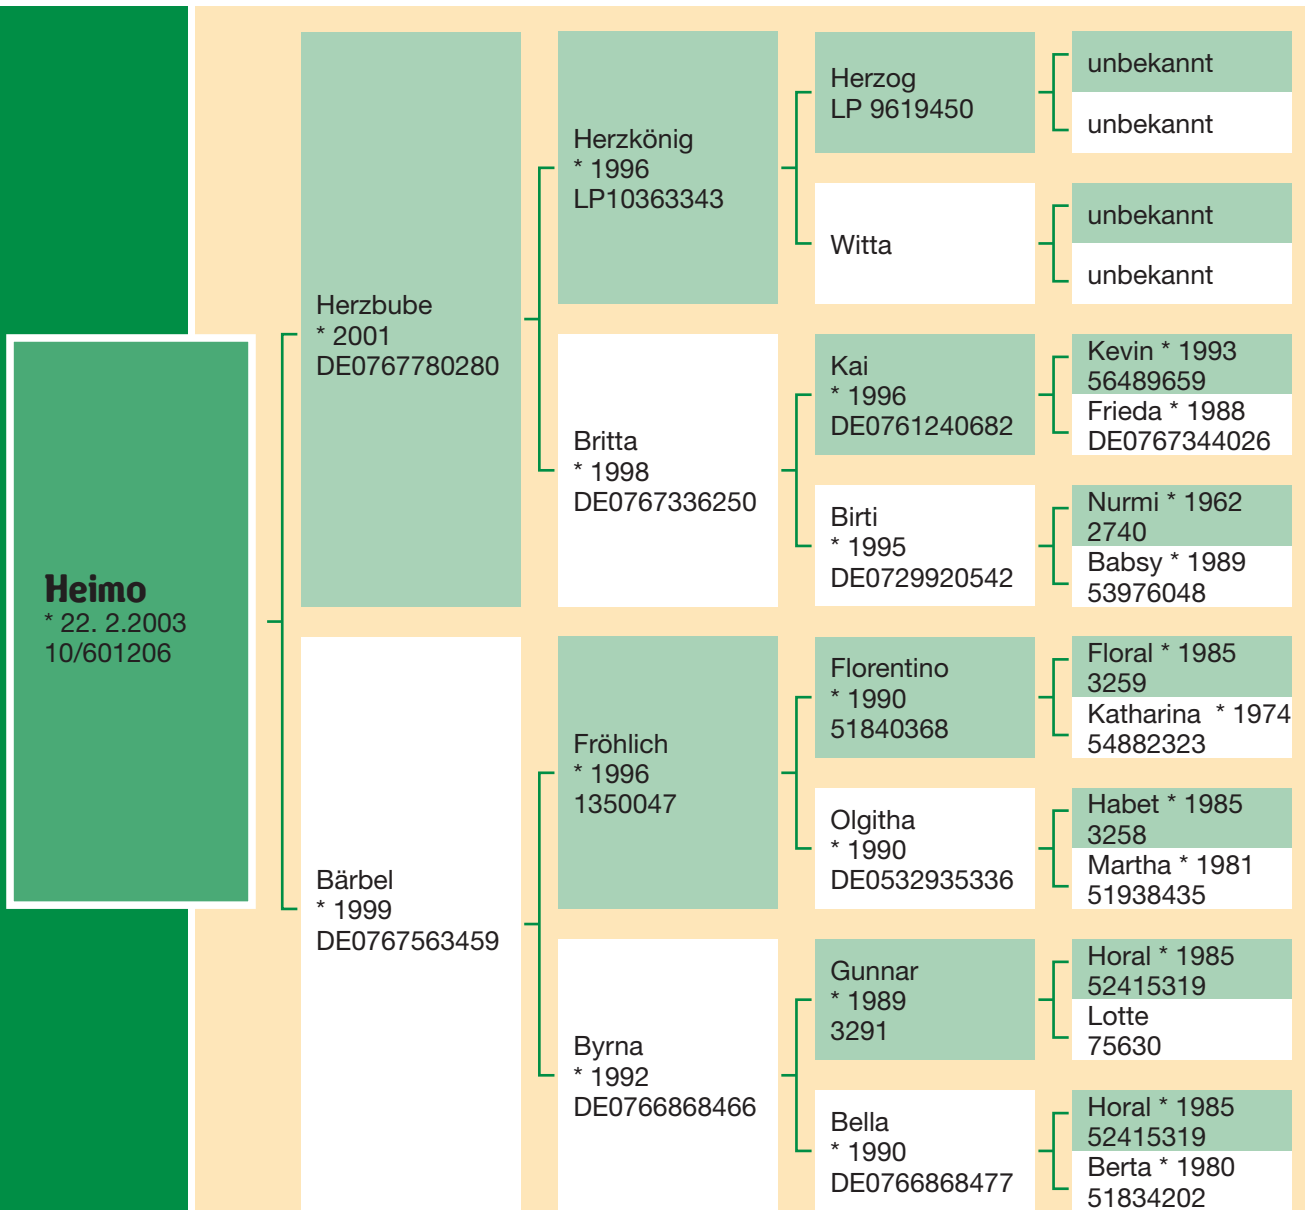 Heimo
* 22. 2.2003
10/601206
Herzbube
* 2001
DE0767780280
Bärbel
* 1999
DE0767563459
Herzkönig
* 1996
LP10363343
Britta
* 1998
DE0767336250
Fröhlich
* 1996
1350047
Byrna
* 1992
DE0766868466
Herzog
LP 9619450
Witta
Kai
* 1996
DE0761240682
Birti
* 1995
DE0729920542
Florentino
* 1990
51840368
Olgitha
* 1990
DE0532935336
Gunnar
* 1989
3291
Bella
* 1990
DE0766868477
unbekannt
unbekannt
unbekannt
unbekannt
Kevin * 1993
56489659
Frieda * 1988
DE0767344026
Nurmi * 1962
2740
Babsy * 1989
53976048
Floral * 1985
3259
Katharina * 1974
54882323
Habet * 1985
3258
Martha * 1981
51938435
Horal * 1985
52415319
Lotte
75630
Horal * 1985
52415319
Berta * 1980
51834202